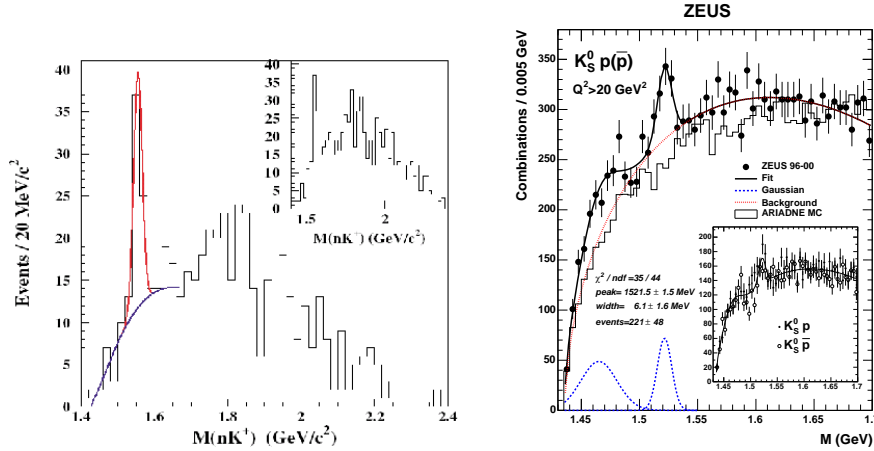 Events / 20 MeV/c²
40
35
30
25
20
15
10
5
0
1.4
1.6
1.8
2
2.2
2.4
M(nK⁺) (GeV/c²)
40
35
30
25
20
15
10
5
0
1.5
2
M(nK⁺) (GeV/c²)
ZEUS
Combinations / 0.005 GeV
350
300
250
200
150
100
50
0
K⁰_S p(p̄)
Q²>20 GeV²
ZEUS 96-00
Fit
Gaussian
Background
ARIADNE MC
χ² / ndf =35 / 44
peak= 1521.5 ± 1.5 MeV
width= 6.1± 1.6 MeV
events=221± 48
160
140
120
100
80
60
40
20
0
K⁰_S p
K⁰_S p̄
1.45 1.5 1.55 1.6 1.65 1.7
1.45
1.5
1.55
1.6
1.65
M (GeV)